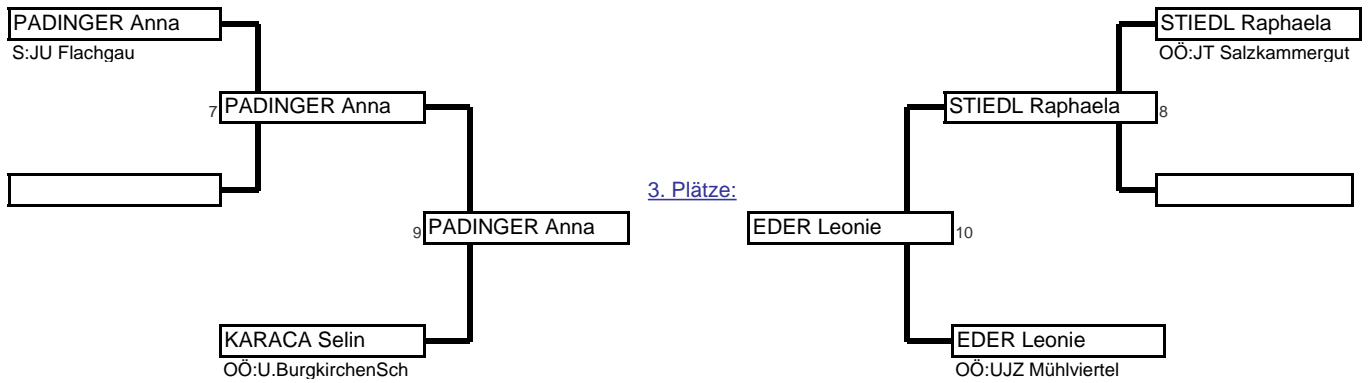 PADINGER Anna
S:JU Flachgau
7 PADINGER Anna
9 PADINGER Anna
KARACA Selin
OÖ:U.BurgkirchenSch
3. Plätze:
STIEDL Raphaela
OÖ:JT Salzkammergut
STIEDL Raphaela 8
EDER Leonie 10
EDER Leonie
OÖ:UJZ Mühlviertel